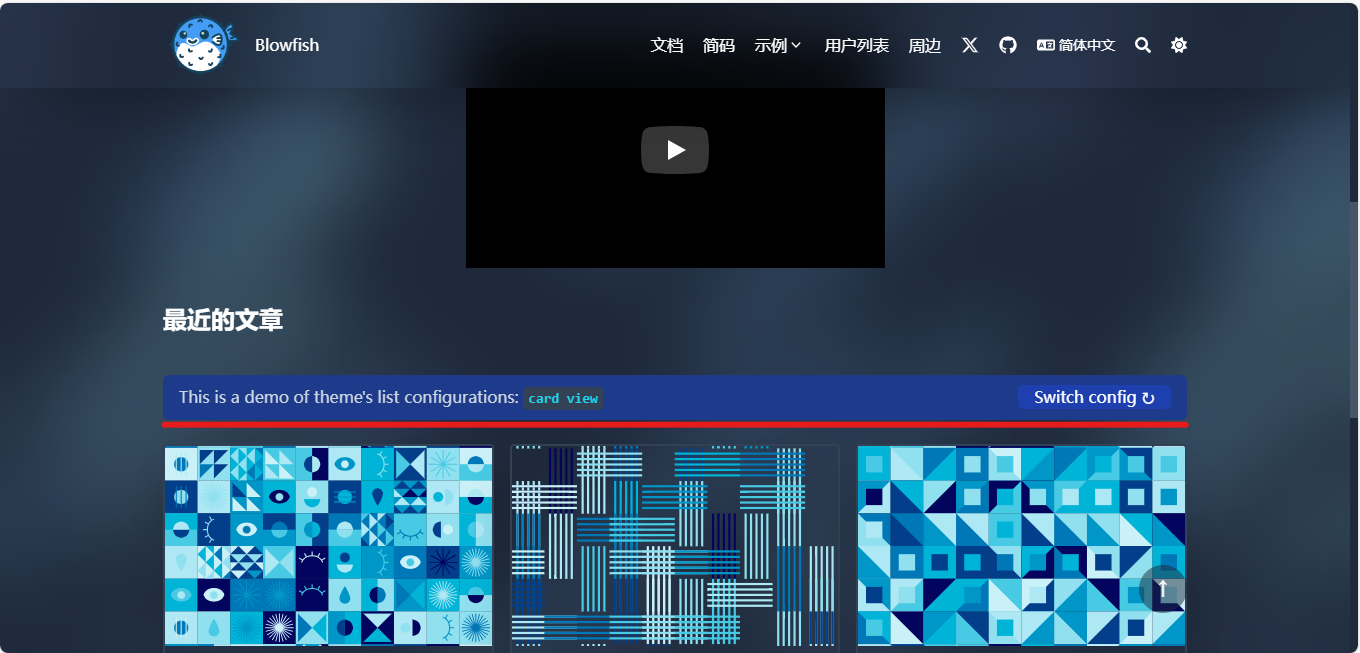 Blowfish 文档 简码 示例 用户列表 周边 简体中文
最近的文章
This is a demo of theme's list configurations: card view Switch config ↻